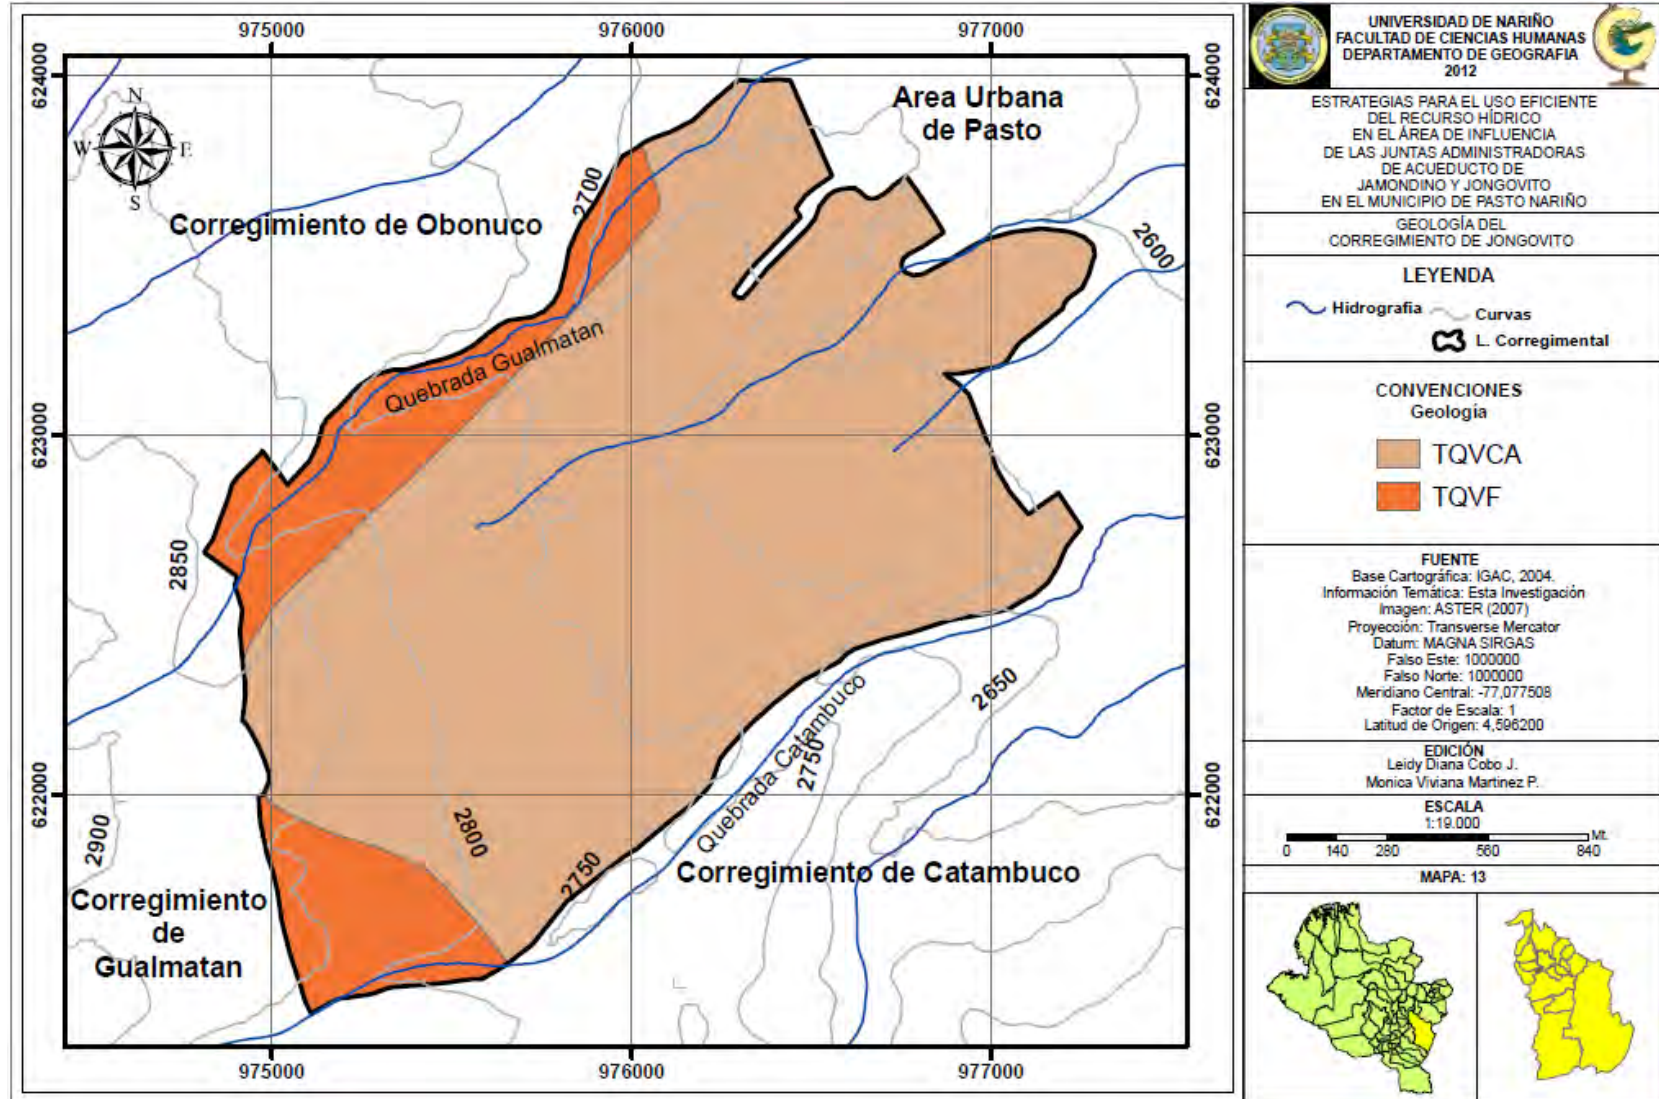 975000
976000
977000
624000
624000
N
W
E
S
Area Urbana
de Pasto
2700
Corregimiento de Obonuco
2600
Quebrada Gualmatan
623000
623000
2850
2650
Quebrada Catambuco
2750
622000
622000
2900
2800
2750
Corregimiento de Catambuco
Corregimiento
de
Gualmatan
975000
976000
977000
UNIVERSIDAD DE NARIÑO
FACULTAD DE CIENCIAS HUMANAS
DEPARTAMENTO DE GEOGRAFIA
2012
ESTRATEGIAS PARA EL USO EFICIENTE
DEL RECURSO HÍDRICO
EN EL ÁREA DE INFLUENCIA
DE LAS JUNTAS ADMINISTRADORAS
DE ACUEDUCTO DE
JAMONDINO Y JONGOVITO
EN EL MUNICIPIO DE PASTO NARIÑO
GEOLOGÍA DEL
CORREGIMIENTO DE JONGOVITO
LEYENDA
Hidrografia
Curvas
L. Corregimental
CONVENCIONES
Geología
TQVCA
TQVF
FUENTE
Base Cartográfica: IGAC, 2004.
Información Temática: Esta Investigación
Imagen: ASTER (2007)
Proyección: Transverse Mercator
Datum: MAGNA SIRGAS
Falso Este: 1000000
Falso Norte: 1000000
Meridiano Central: -77,077508
Factor de Escala: 1
Latitud de Origen: 4,596200
EDICIÓN
Leidy Diana Cobo J.
Monica Viviana Martinez P.
ESCALA
1:19.000
Mt.
0 140 280 560 840
MAPA: 13